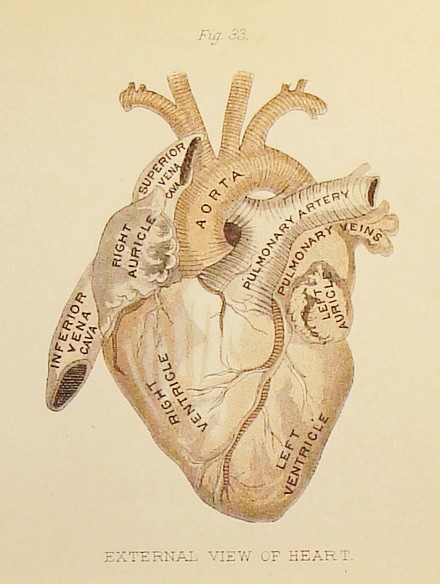 Fig. 33.
SUPERIOR
VENA
CAVA
AORTA
PULMONARY ARTERY
PULMONARY VEINS
RIGHT
AURICLE
LEFT
AURICLE
INFERIOR
VENA
CAVA
RIGHT
VENTRICLE
LEFT
VENTRICLE
EXTERNAL VIEW OF HEART.